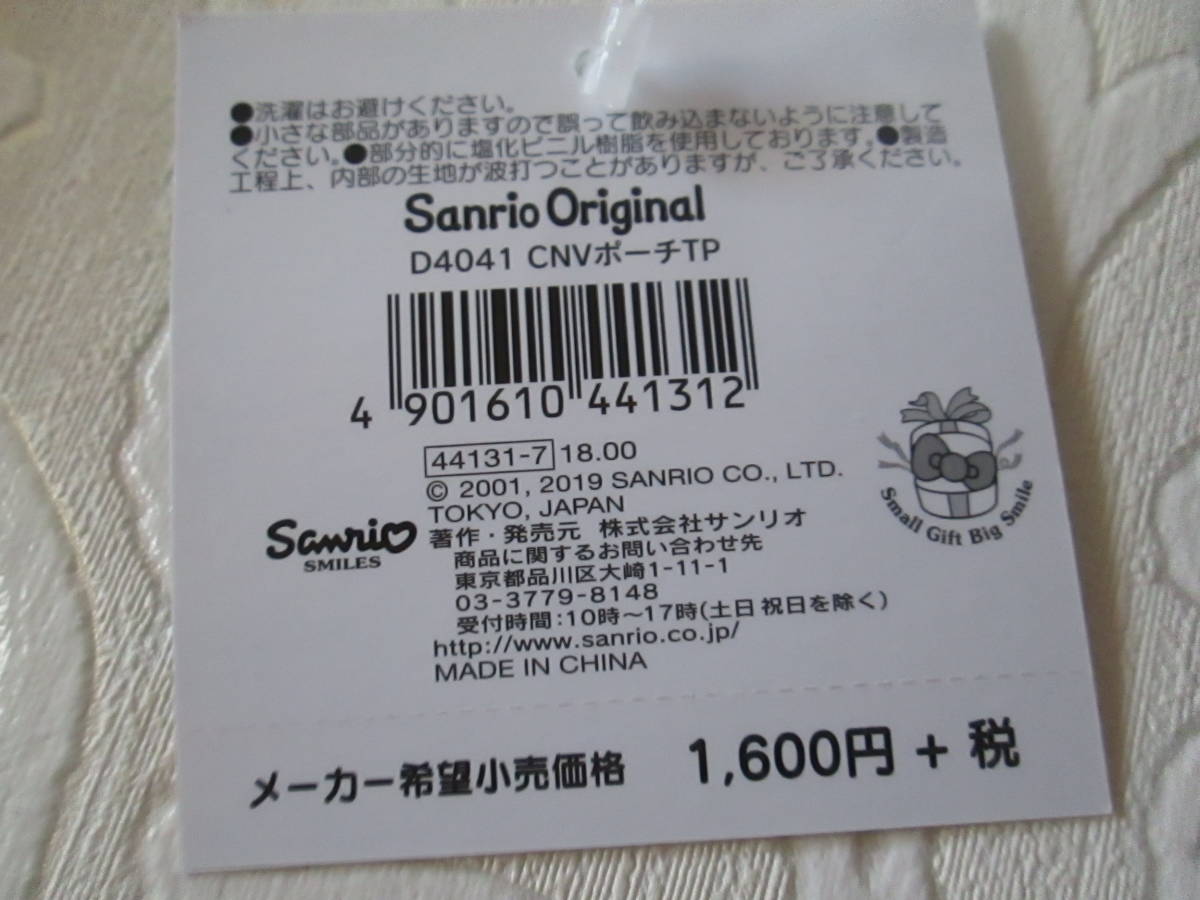 ●洗濯はお避けください。
●小さな部品がありますので誤って飲み込まないように注意して
ください。●部分的に塩化ビニル樹脂を使用しております。●製造
工程上、内部の生地が波打つことがありますが、ご了承ください。
Sanrio Original
D4041 CNVポーチTP
4 901610 441312
44131-7 18.00
© 2001, 2019 SANRIO CO., LTD.
TOKYO, JAPAN
著作・発売元 株式会社サンリオ
商品に関するお問い合わせ先
東京都品川区大崎1-11-1
03-3779-8148
受付時間:10時〜17時(土日祝日を除く)
http://www.sanrio.co.jp/
MADE IN CHINA
Sanrio
SMILES
Small Gift Big Smile
メーカー希望小売価格 1,600円 + 税